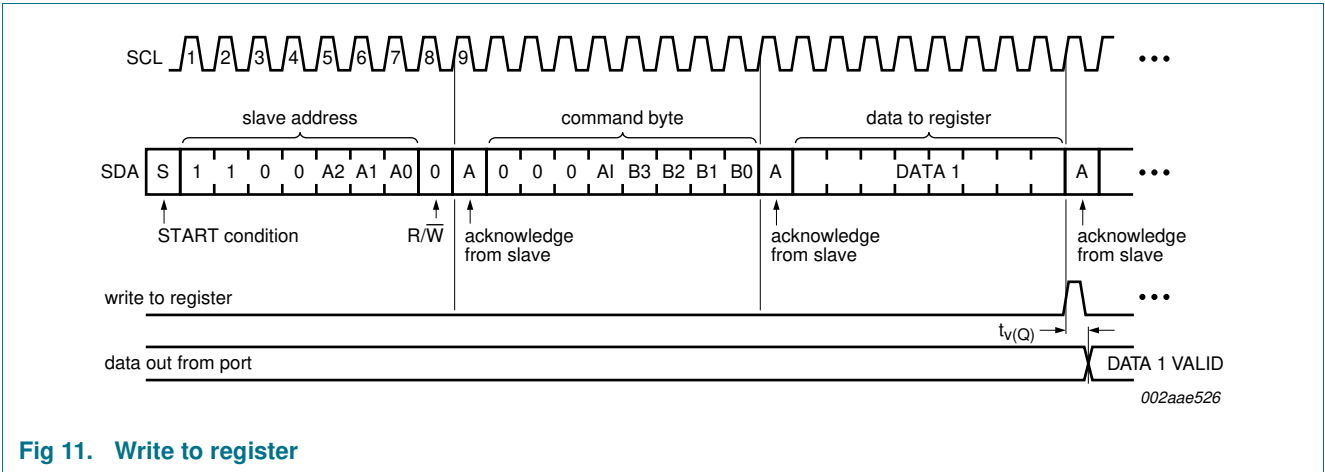 SCL 1 2 3 4 5 6 7 8 9 •••
slave address command byte data to register
SDA S 1 1 0 0 A2 A1 A0 0 A 0 0 0 AI B3 B2 B1 B0 A DATA 1 A •••
START condition R/W̅ acknowledge from slave acknowledge from slave acknowledge from slave
write to register •••
tv(Q)
data out from port DATA 1 VALID
002aae526
Fig 11. Write to register